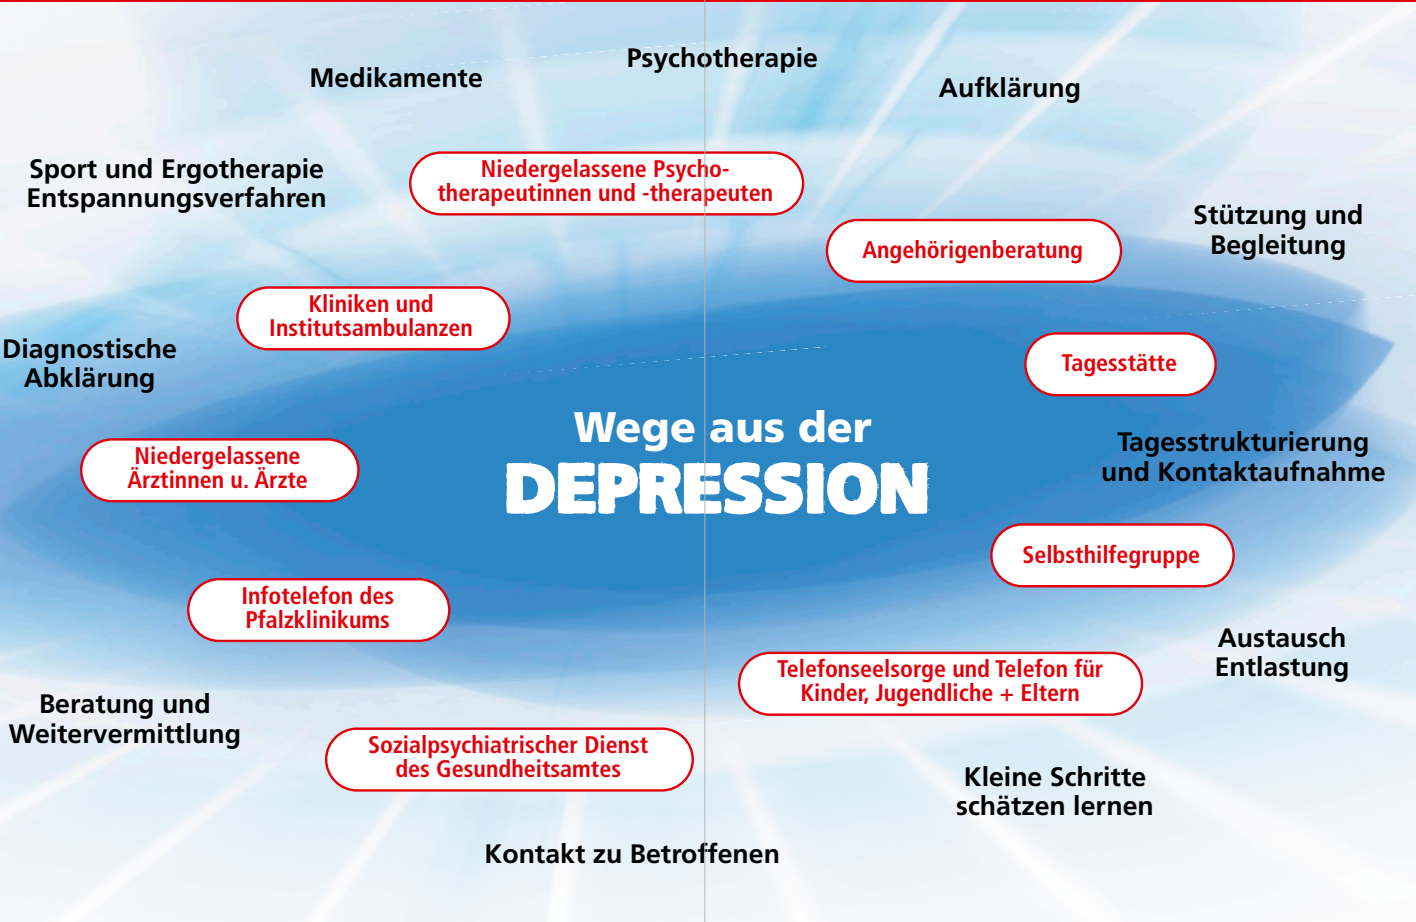 Psychotherapie
Medikamente
Aufklärung
Sport und Ergotherapie
Entspannungsverfahren
Niedergelassene Psycho-
therapeutinnen und -therapeuten
Stützung und
Begleitung
Angehörigenberatung
Kliniken und
Institutsambulanzen
Diagnostische
Abklärung
Tagesstätte
Wege aus der
DEPRESSION
Niedergelassene
Ärztinnen u. Ärzte
Tagesstrukturierung
und Kontaktaufnahme
Selbsthilfegruppe
Infotelefon des
Pfalzklinikums
Austausch
Entlastung
Telefonseelsorge und Telefon für
Kinder, Jugendliche + Eltern
Beratung und
Weitervermittlung
Sozialpsychiatrischer Dienst
des Gesundheitsamtes
Kleine Schritte
schätzen lernen
Kontakt zu Betroffenen